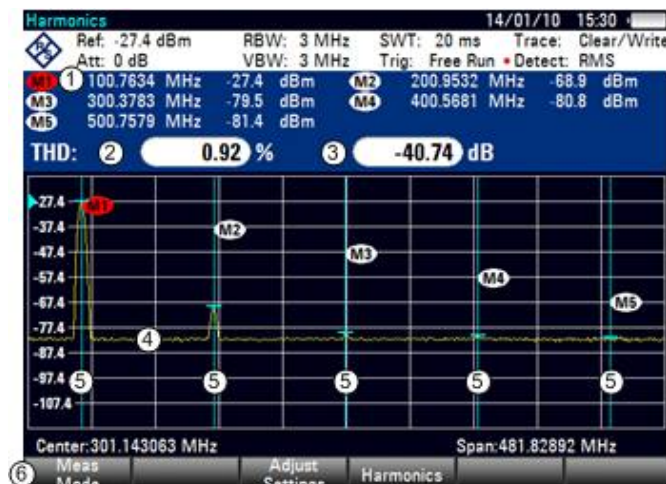 Harmonics 14/01/10 15:30
Ref: -27.4 dBm RBW: 3 MHz SWT: 20 ms Trace: Clear/Write
Att: 0 dB VBW: 3 MHz Trig: Free Run • Detect: RMS
M1 1 100.7634 MHz -27.4 dBm M2 200.9532 MHz -68.9 dBm
M3 300.3783 MHz -79.5 dBm M4 400.5681 MHz -80.8 dBm
M5 500.7579 MHz -81.4 dBm
THD: 2 0.92 % 3 -40.74 dB
-27.4 M1
-37.4 M2
-47.4 M3
-57.4 M4
-67.4 M5
-77.4
4
-87.4
-97.4 5 5 5 5 5
-107.4
Center:301.143063 MHz Span:481.82892 MHz
6 Meas Mode Adjust Settings Harmonics